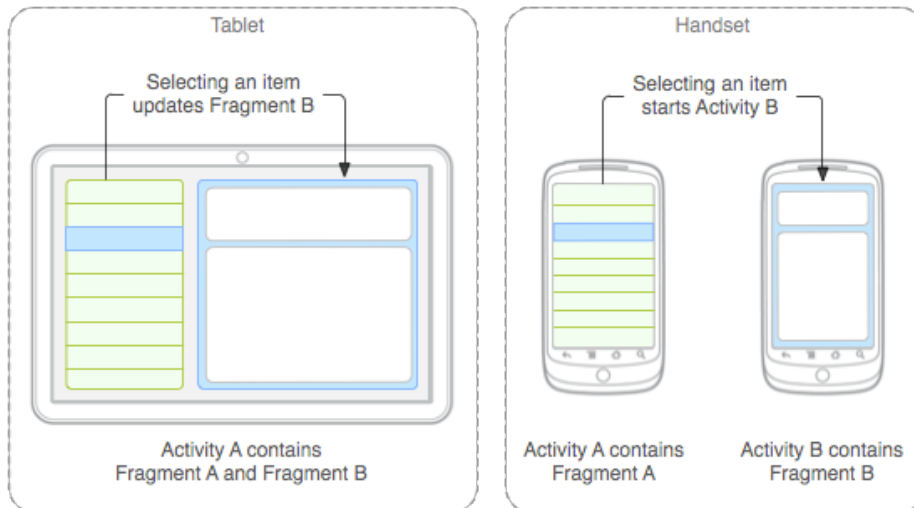 Tablet
Selecting an item
updates Fragment B
Activity A contains
Fragment A and Fragment B
Handset
Selecting an item
starts Activity B
Activity A contains
Fragment A
Activity B contains
Fragment B